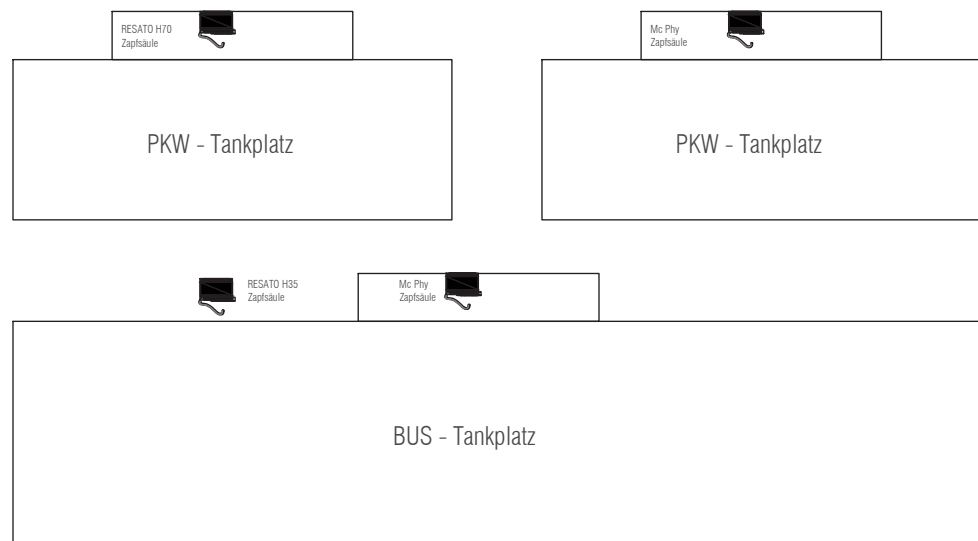 RESATO H70
Zapfsäule
Mc Phy
Zapfsäule
PKW - Tankplatz
PKW - Tankplatz
RESATO H35
Zapfsäule
Mc Phy
Zapfsäule
BUS - Tankplatz